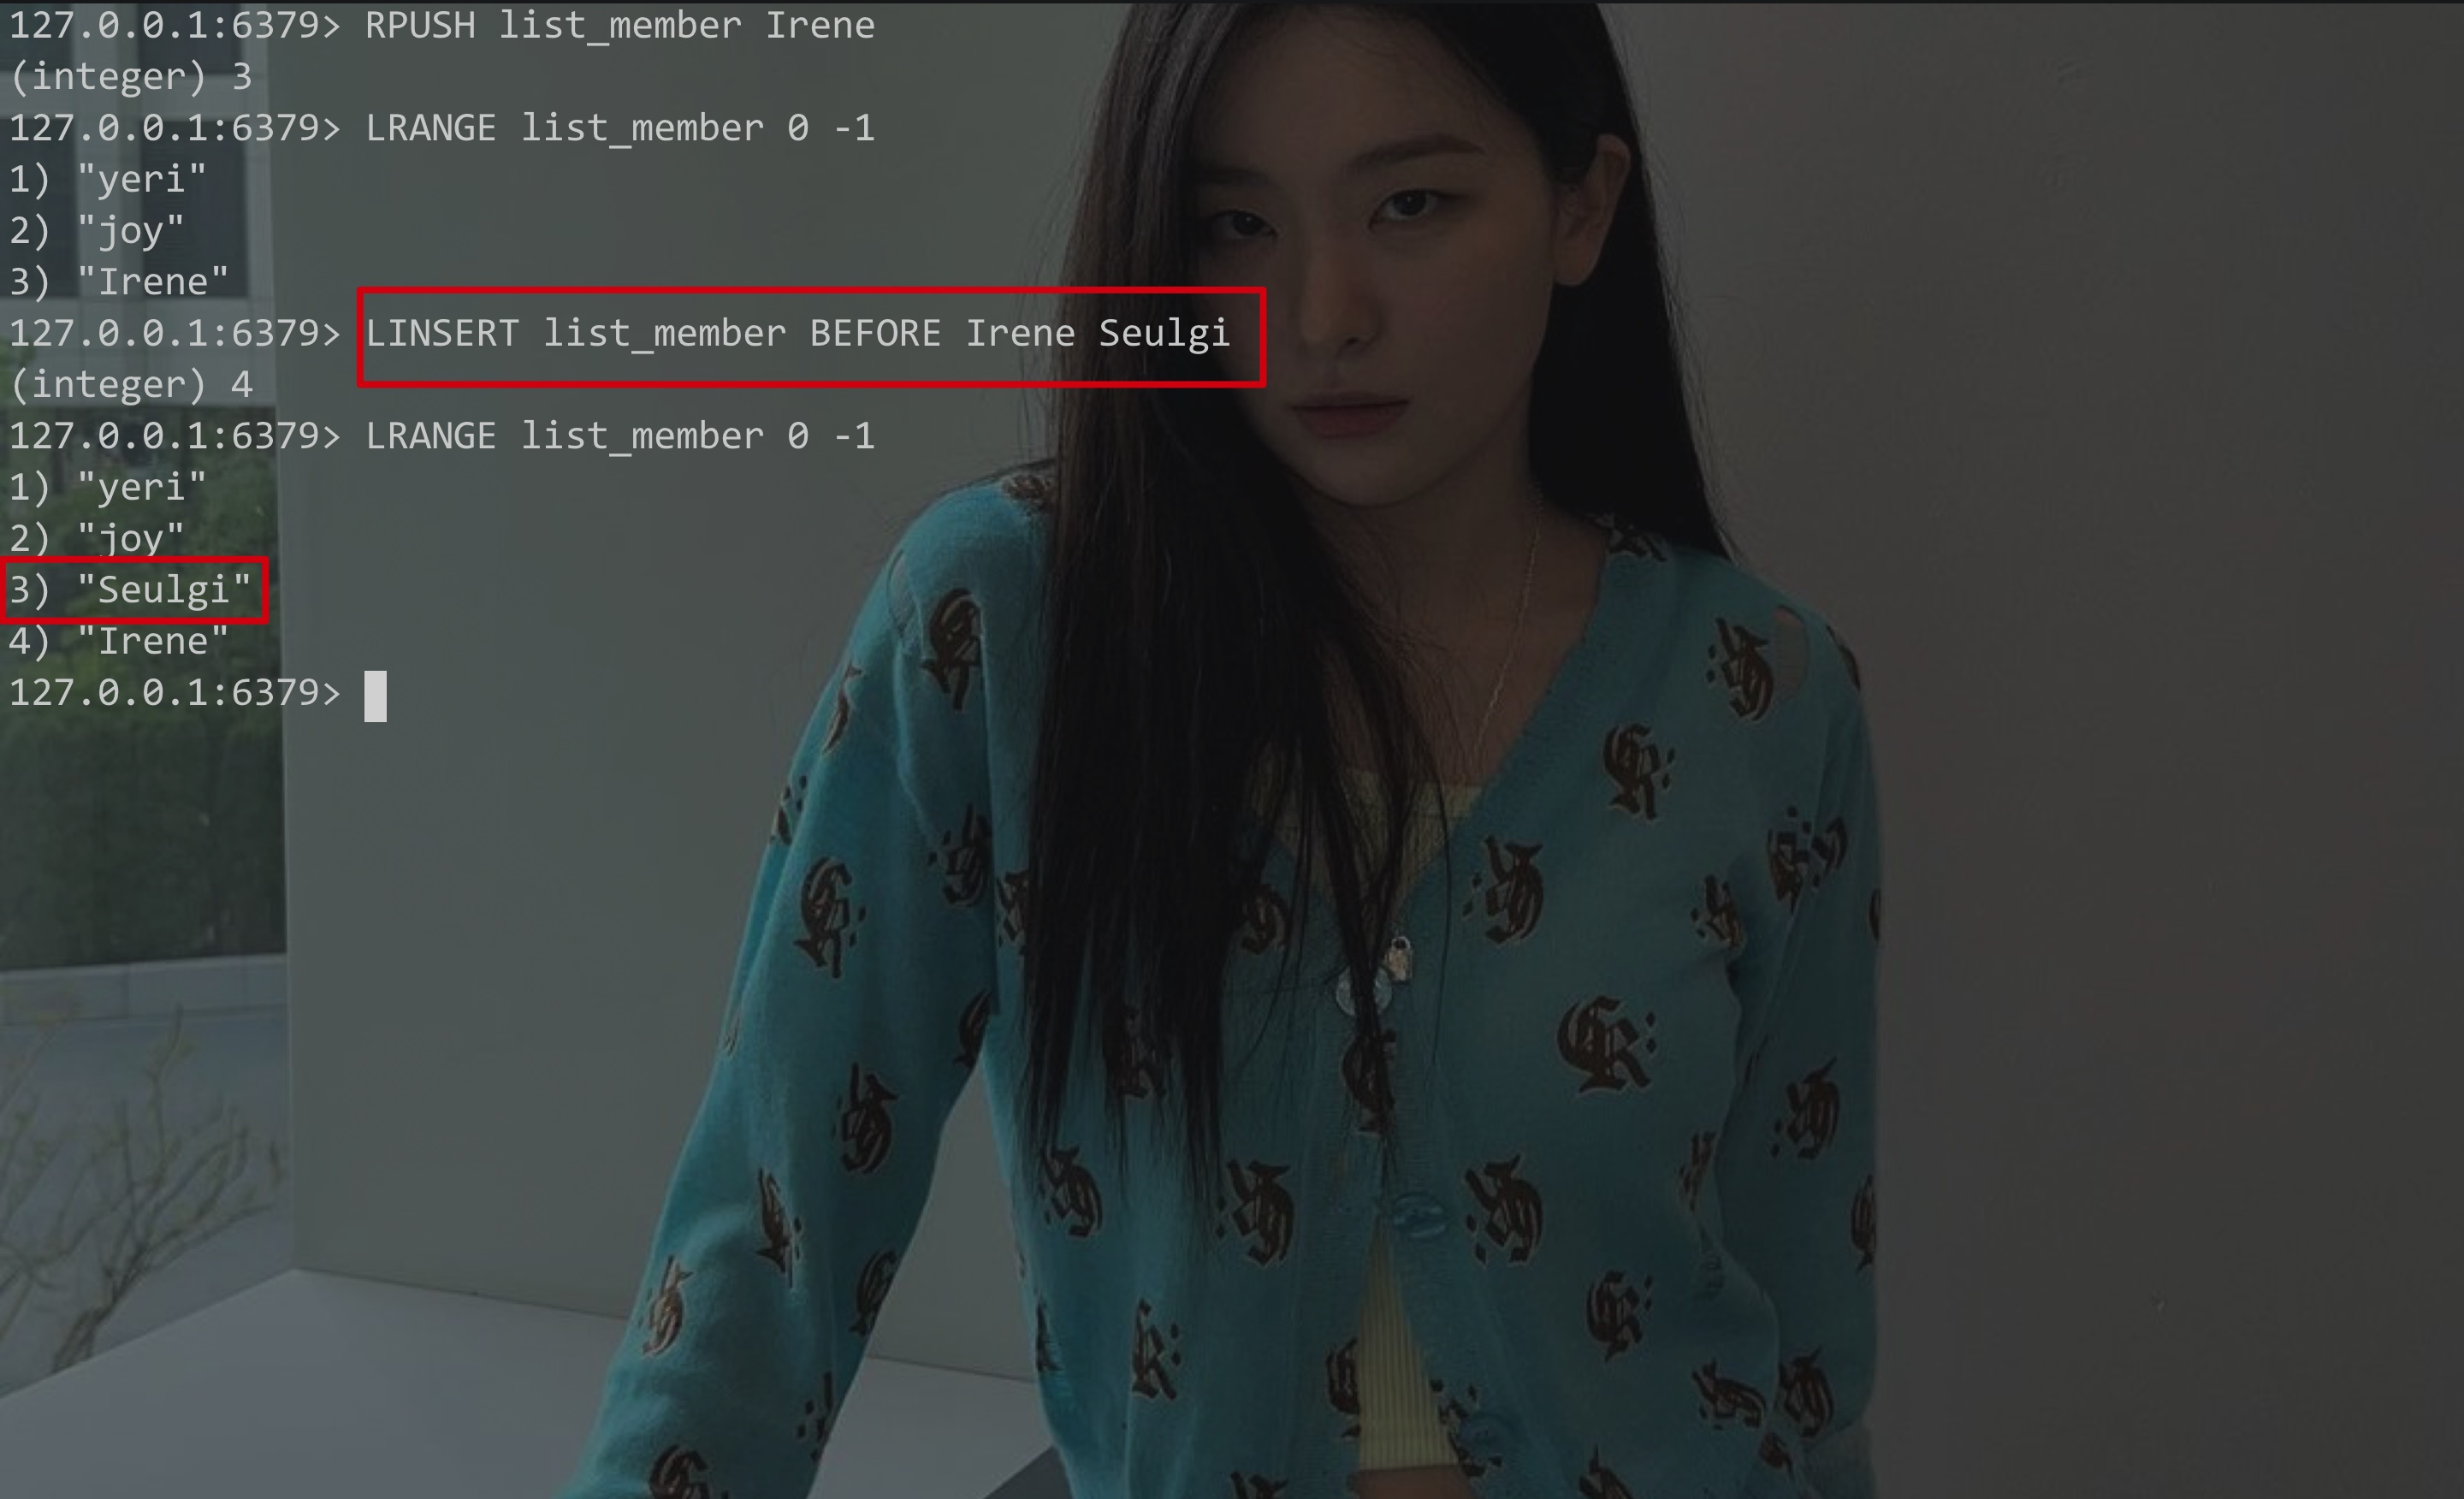 127.0.0.1:6379> RPUSH list_member Irene
(integer) 3
127.0.0.1:6379> LRANGE list_member 0 -1
1) "yeri"
2) "joy"
3) "Irene"
127.0.0.1:6379> LINSERT list_member BEFORE Irene Seulgi
(integer) 4
127.0.0.1:6379> LRANGE list_member 0 -1
1) "yeri"
2) "joy"
3) "Seulgi"
4) "Irene"
127.0.0.1:6379>